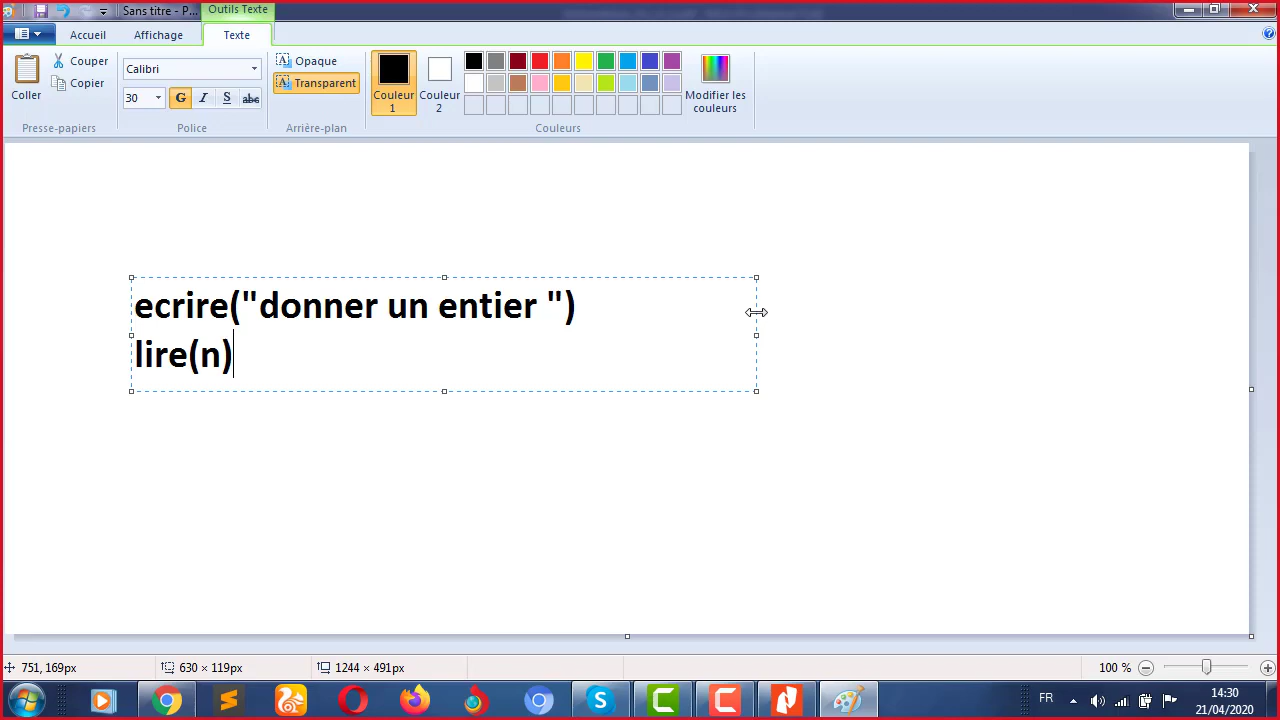 Sans titre - P...
Outils Texte
Accueil
Affichage
Texte
Coller
Couper
Copier
Presse-papiers
Calibri
30
G I S abc
Police
Opaque
Transparent
Arrière-plan
Couleur 1
Couleur 2
Modifier les couleurs
Couleurs
ecrire("donner un entier ")
lire(n)
751, 169px
630 × 119px
1244 × 491px
100 %
FR
14:30
21/04/2020